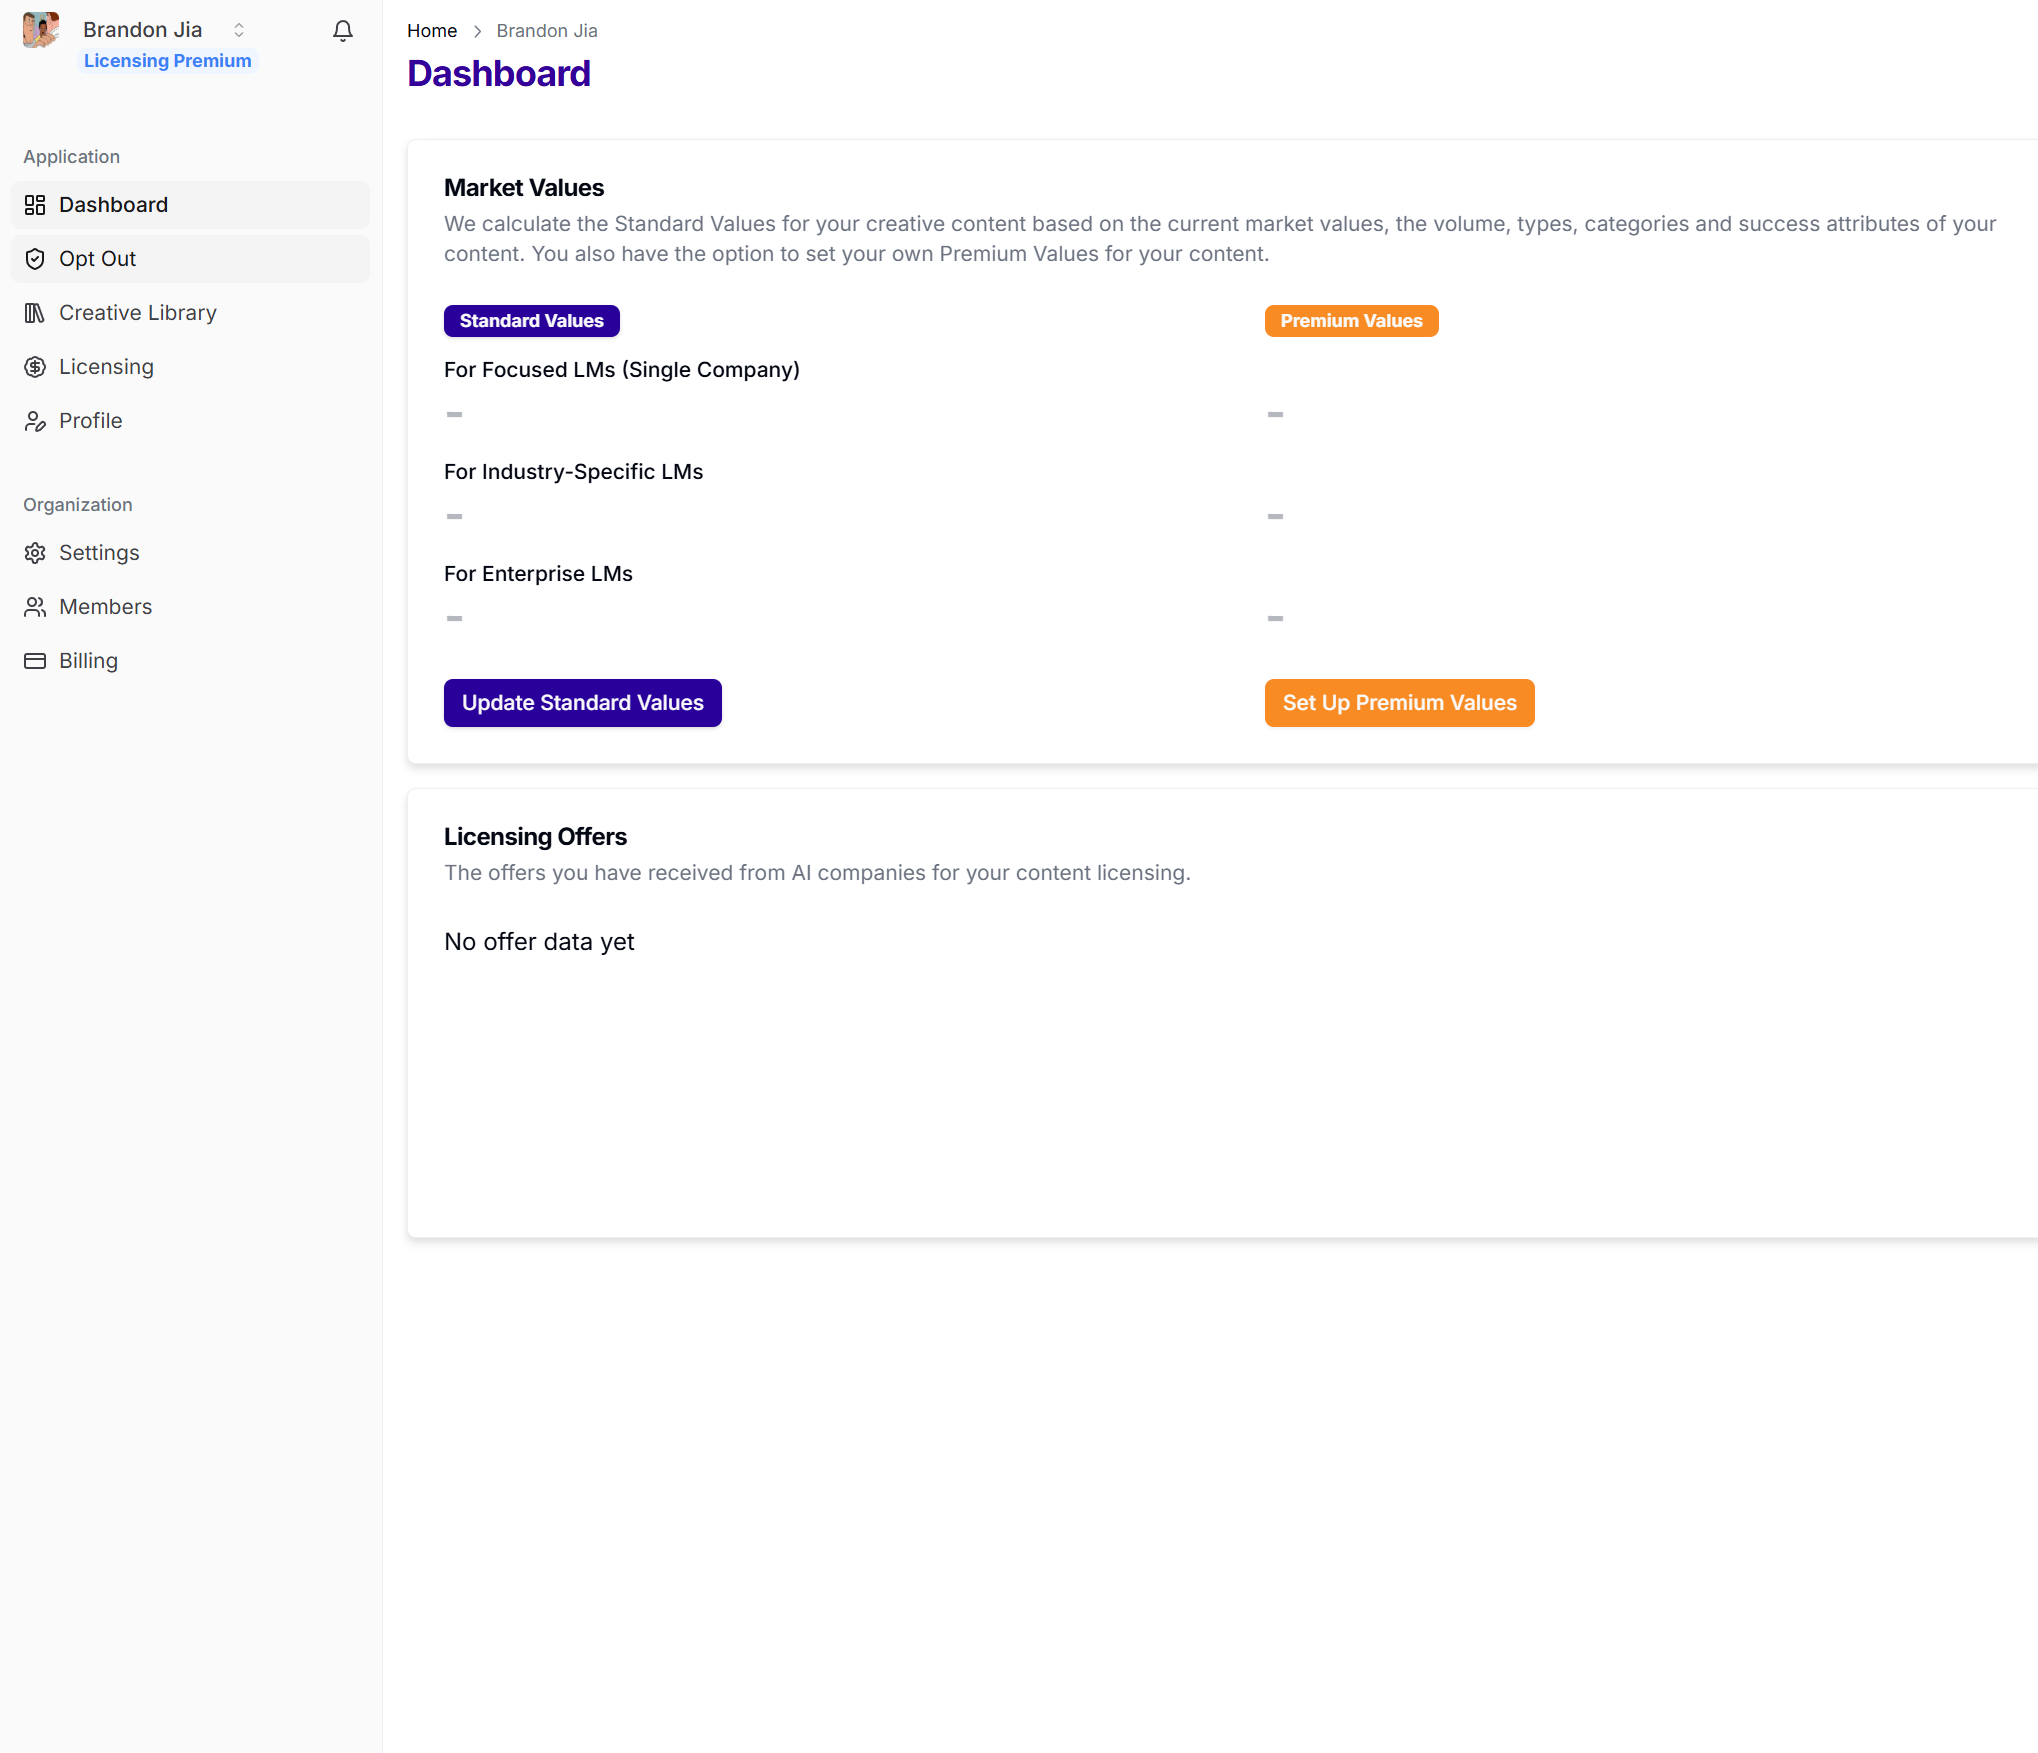 Brandon Jia
Licensing Premium
Application
Dashboard
Opt Out
Creative Library
Licensing
Profile
Organization
Settings
Members
Billing
Home > Brandon Jia
Dashboard
Market Values
We calculate the Standard Values for your creative content based on the current market values, the volume, types, categories and success attributes of your
content. You also have the option to set your own Premium Values for your content.
Standard Values
Premium Values
For Focused LMs (Single Company)
– –
For Industry-Specific LMs
– –
For Enterprise LMs
– –
Update Standard Values
Set Up Premium Values
Licensing Offers
The offers you have received from AI companies for your content licensing.
No offer data yet